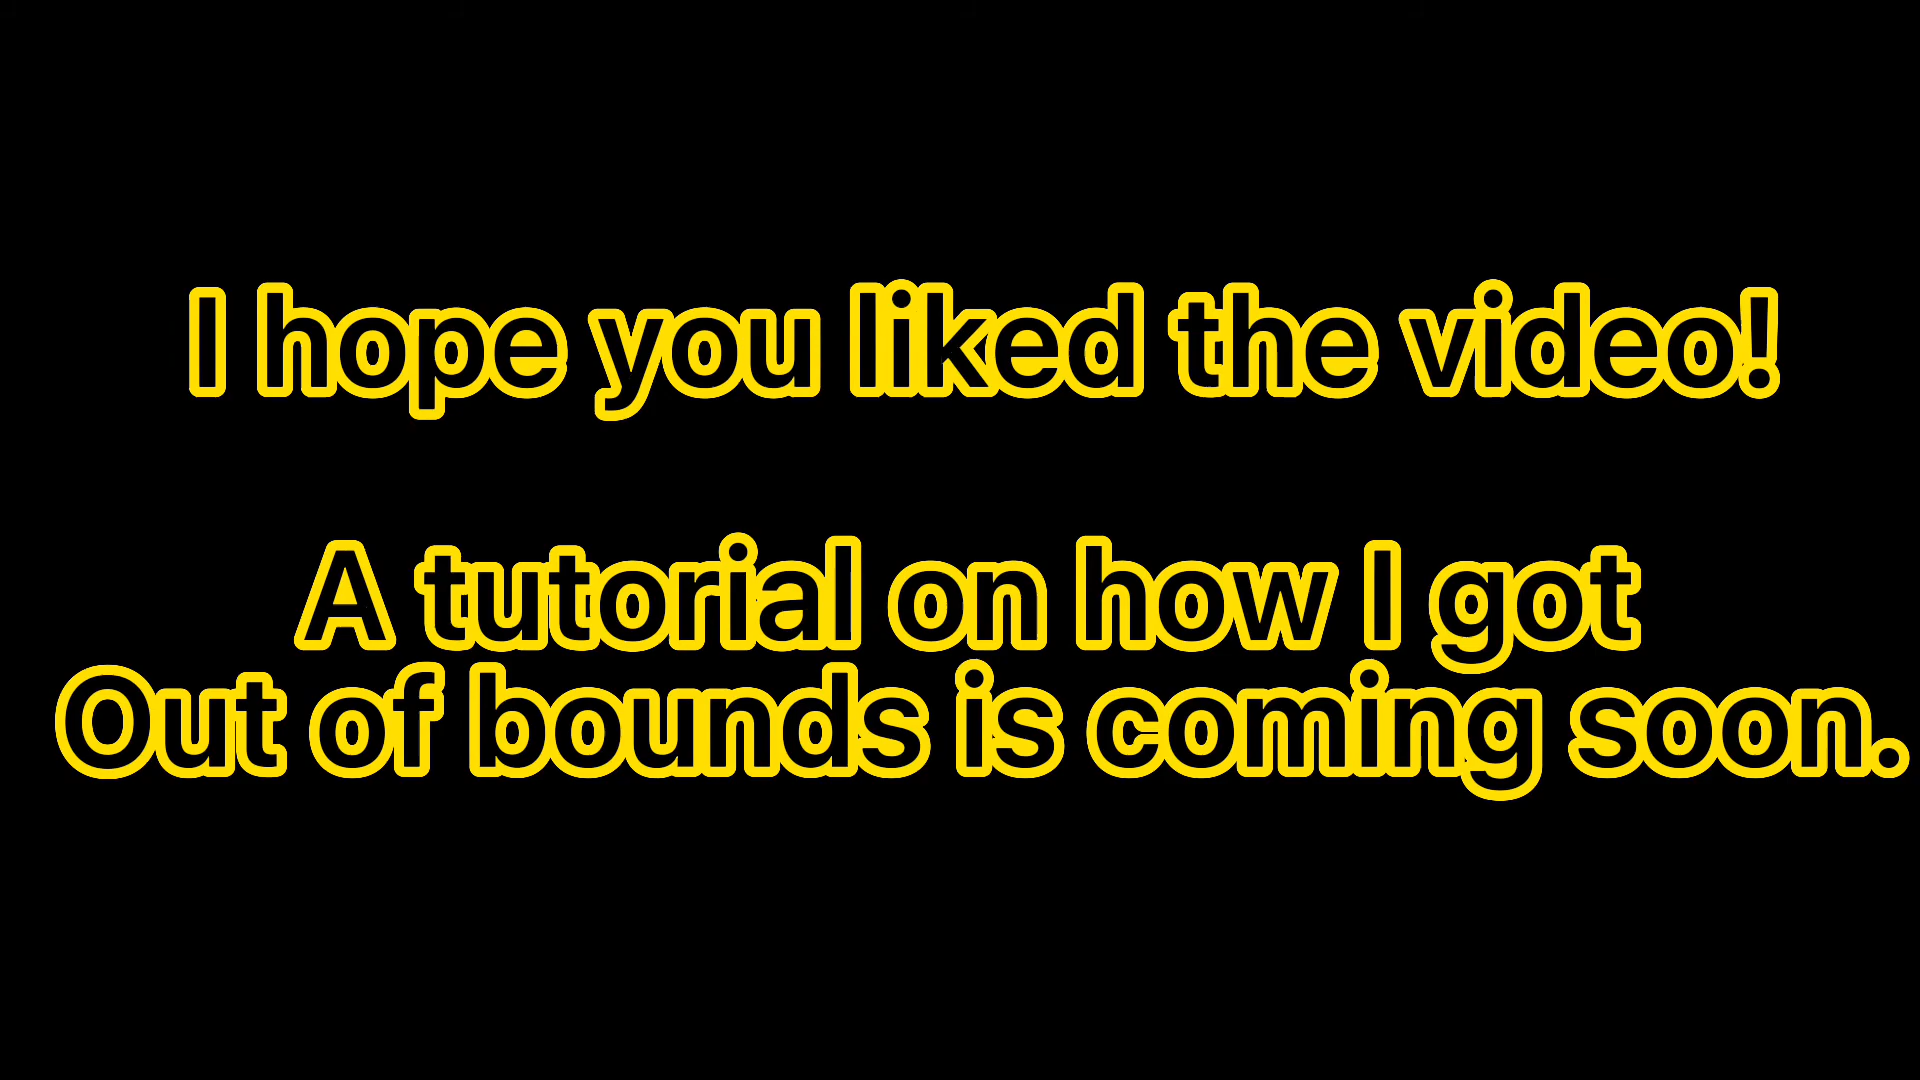 I hope you liked the video!
A tutorial on how I got
Out of bounds is coming soon.